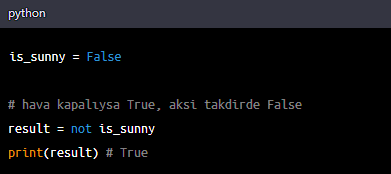 python
is_sunny = False
# hava kapalıysa True, aksi takdirde False
result = not is_sunny
print(result) # True